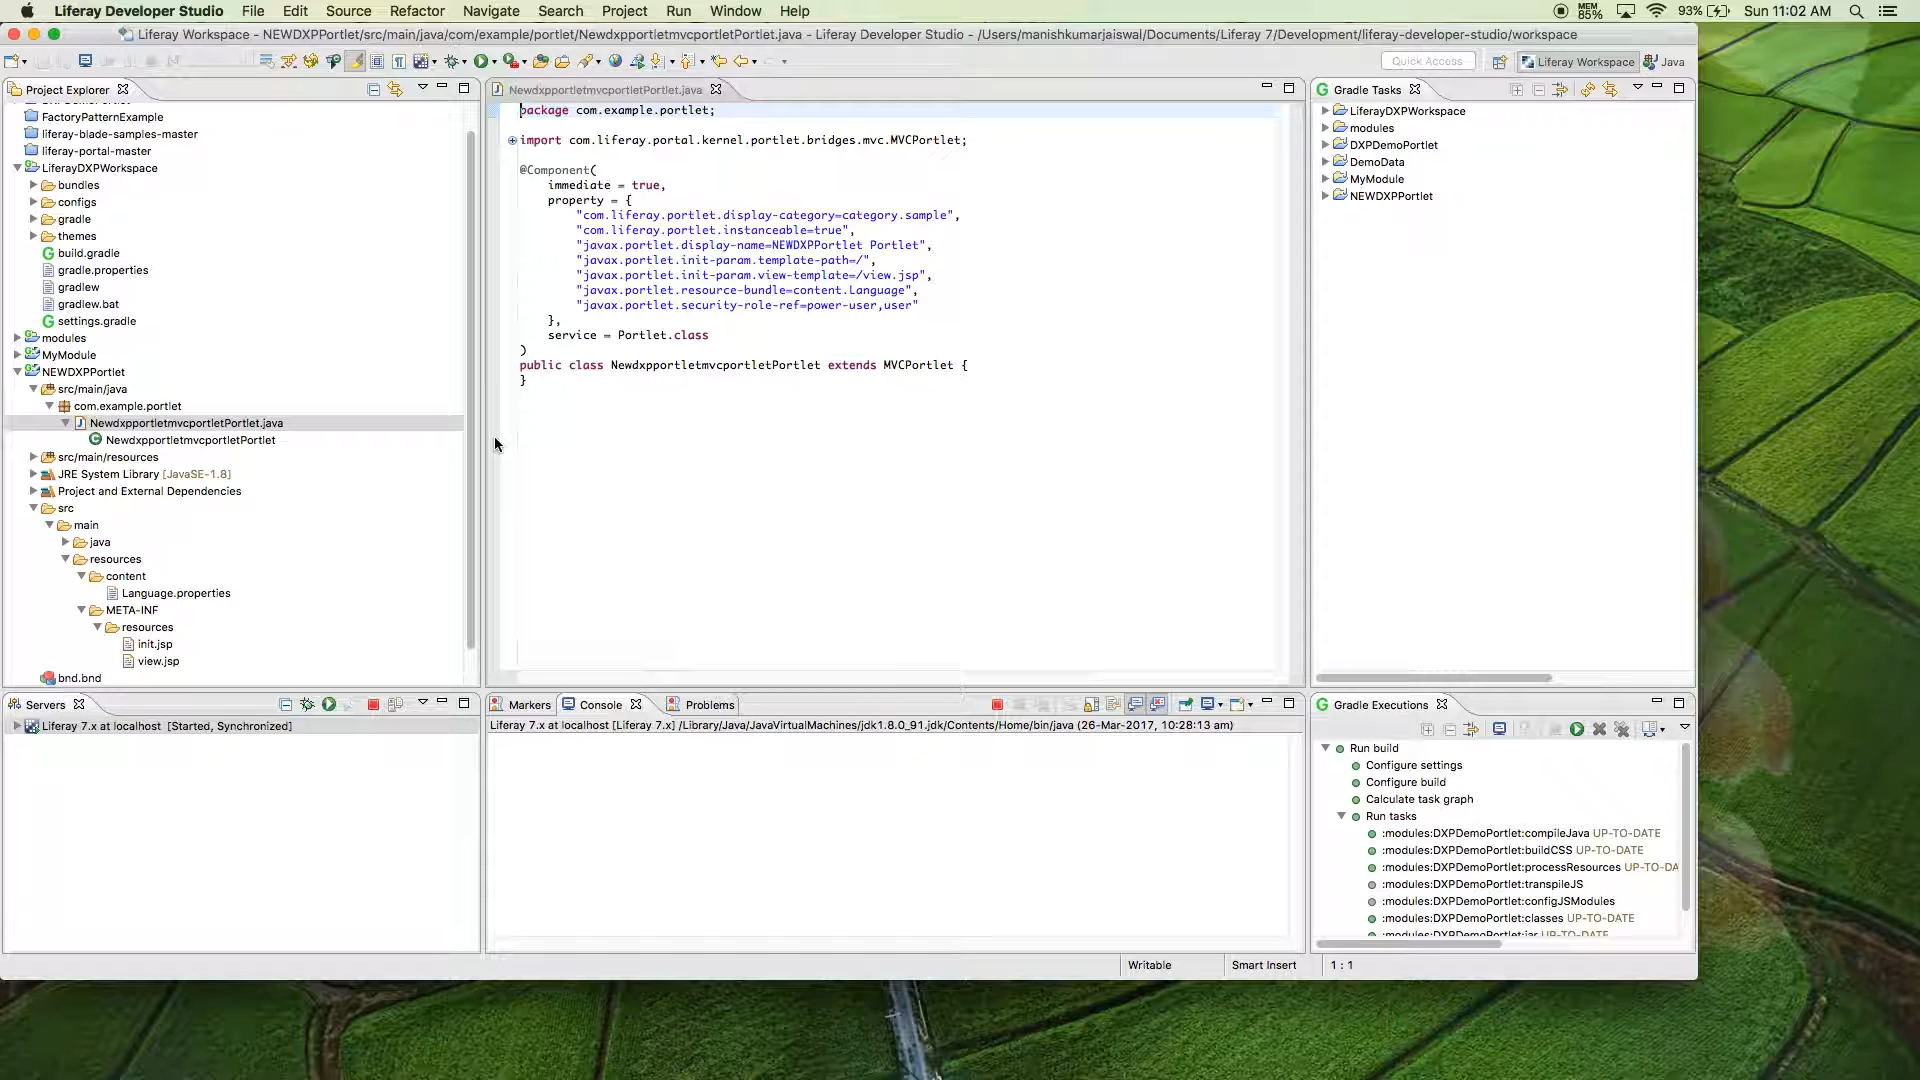 Liferay Developer Studio File Edit Source Refactor Navigate Search Project Run Window Help MEM 85% 93% Sun 11:02 AM
Liferay Workspace - NEWDXPPortlet/src/main/java/com/example/portlet/NewdxpportletmvcportletPortlet.java - Liferay Developer Studio - /Users/manishkumarjaiswal/Documents/Liferay 7/Development/liferay-developer-studio/workspace
Quick Access Liferay Workspace Java
Project Explorer
FactoryPatternExample
liferay-blade-samples-master
liferay-portal-master
LiferayDXPWorkspace
bundles
configs
gradle
themes
build.gradle
gradle.properties
gradlew
gradlew.bat
settings.gradle
modules
MyModule
NEWDXPPortlet
src/main/java
com.example.portlet
NewdxpportletmvcportletPortlet.java
NewdxpportletmvcportletPortlet
src/main/resources
JRE System Library [JavaSE-1.8]
Project and External Dependencies
src
main
java
resources
content
Language.properties
META-INF
resources
init.jsp
view.jsp
bnd.bnd
NewdxpportletmvcportletPortlet.java
package com.example.portlet;
import com.liferay.portal.kernel.portlet.bridges.mvc.MVCPortlet;
@Component(
immediate = true,
property = {
"com.liferay.portlet.display-category=category.sample",
"com.liferay.portlet.instanceable=true",
"javax.portlet.display-name=NEWDXPPortlet Portlet",
"javax.portlet.init-param.template-path=/",
"javax.portlet.init-param.view-template=/view.jsp",
"javax.portlet.resource-bundle=content.Language",
"javax.portlet.security-role-ref=power-user,user"
},
service = Portlet.class
)
public class NewdxpportletmvcportletPortlet extends MVCPortlet {
}
Gradle Tasks
LiferayDXPWorkspace
modules
DXPDemoPortlet
DemoData
MyModule
NEWDXPPortlet
Servers
Liferay 7.x at localhost [Started, Synchronized]
Markers Console Problems
Liferay 7.x at localhost [Liferay 7.x] /Library/Java/JavaVirtualMachines/jdk1.8.0_91.jdk/Contents/Home/bin/java (26-Mar-2017, 10:28:13 am)
Gradle Executions
Run build
Configure settings
Configure build
Calculate task graph
Run tasks
:modules:DXPDemoPortlet:compileJava UP-TO-DATE
:modules:DXPDemoPortlet:buildCSS UP-TO-DATE
:modules:DXPDemoPortlet:processResources UP-TO-DA
:modules:DXPDemoPortlet:transpileJS
:modules:DXPDemoPortlet:configJSModules
:modules:DXPDemoPortlet:classes UP-TO-DATE
:modules:DXPDemoPortlet:jar UP-TO-DATE
Writable Smart Insert 1 : 1